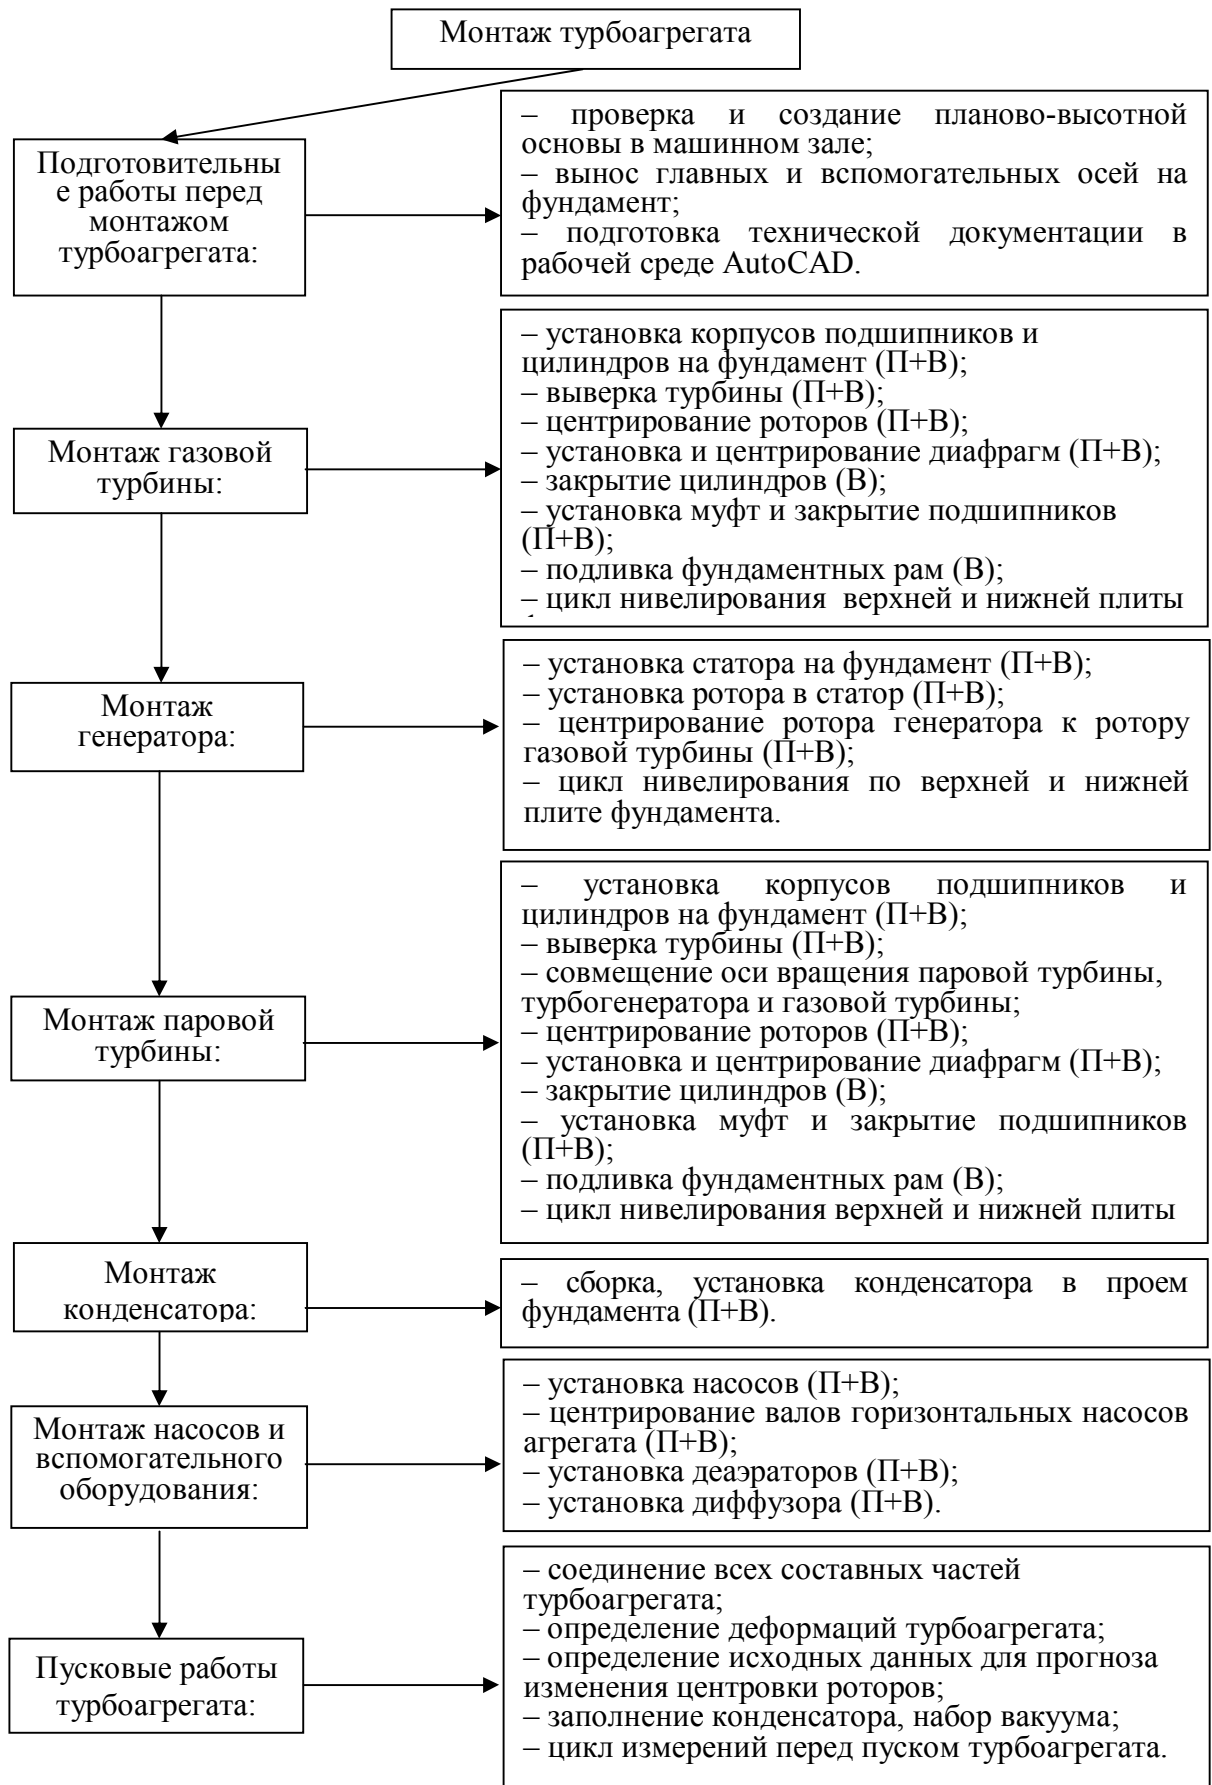 Монтаж турбоагрегата
Подготовительны
е работы перед
монтажом
турбоагрегата:
– проверка и создание планово-высотной
основы в машинном зале;
– вынос главных и вспомогательных осей на
фундамент;
– подготовка технической документации в
рабочей среде AutoCAD.
Монтаж газовой
турбины:
– установка корпусов подшипников и
цилиндров на фундамент (П+В);
– выверка турбины (П+В);
– центрирование роторов (П+В);
– установка и центрирование диафрагм (П+В);
– закрытие цилиндров (В);
– установка муфт и закрытие подшипников
(П+В);
– подливка фундаментных рам (В);
– цикл нивелирования верхней и нижней плиты
Монтаж
генератора:
– установка статора на фундамент (П+В);
– установка ротора в статор (П+В);
– центрирование ротора генератора к ротору
газовой турбины (П+В);
– цикл нивелирования по верхней и нижней
плите фундамента.
Монтаж паровой
турбины:
– установка корпусов подшипников и
цилиндров на фундамент (П+В);
– выверка турбины (П+В);
– совмещение оси вращения паровой турбины,
турбогенератора и газовой турбины;
– центрирование роторов (П+В);
– установка и центрирование диафрагм (П+В);
– закрытие цилиндров (В);
– установка муфт и закрытие подшипников
(П+В);
– подливка фундаментных рам (В);
– цикл нивелирования верхней и нижней плиты
Монтаж
конденсатора:
– сборка, установка конденсатора в проем
фундамента (П+В).
Монтаж насосов и
вспомогательного
оборудования:
– установка насосов (П+В);
– центрирование валов горизонтальных насосов
агрегата (П+В);
– установка деаэраторов (П+В);
– установка диффузора (П+В).
Пусковые работы
турбоагрегата:
– соединение всех составных частей
турбоагрегата;
– определение деформаций турбоагрегата;
– определение исходных данных для прогноза
изменения центровки роторов;
– заполнение конденсатора, набор вакуума;
– цикл измерений перед пуском турбоагрегата.